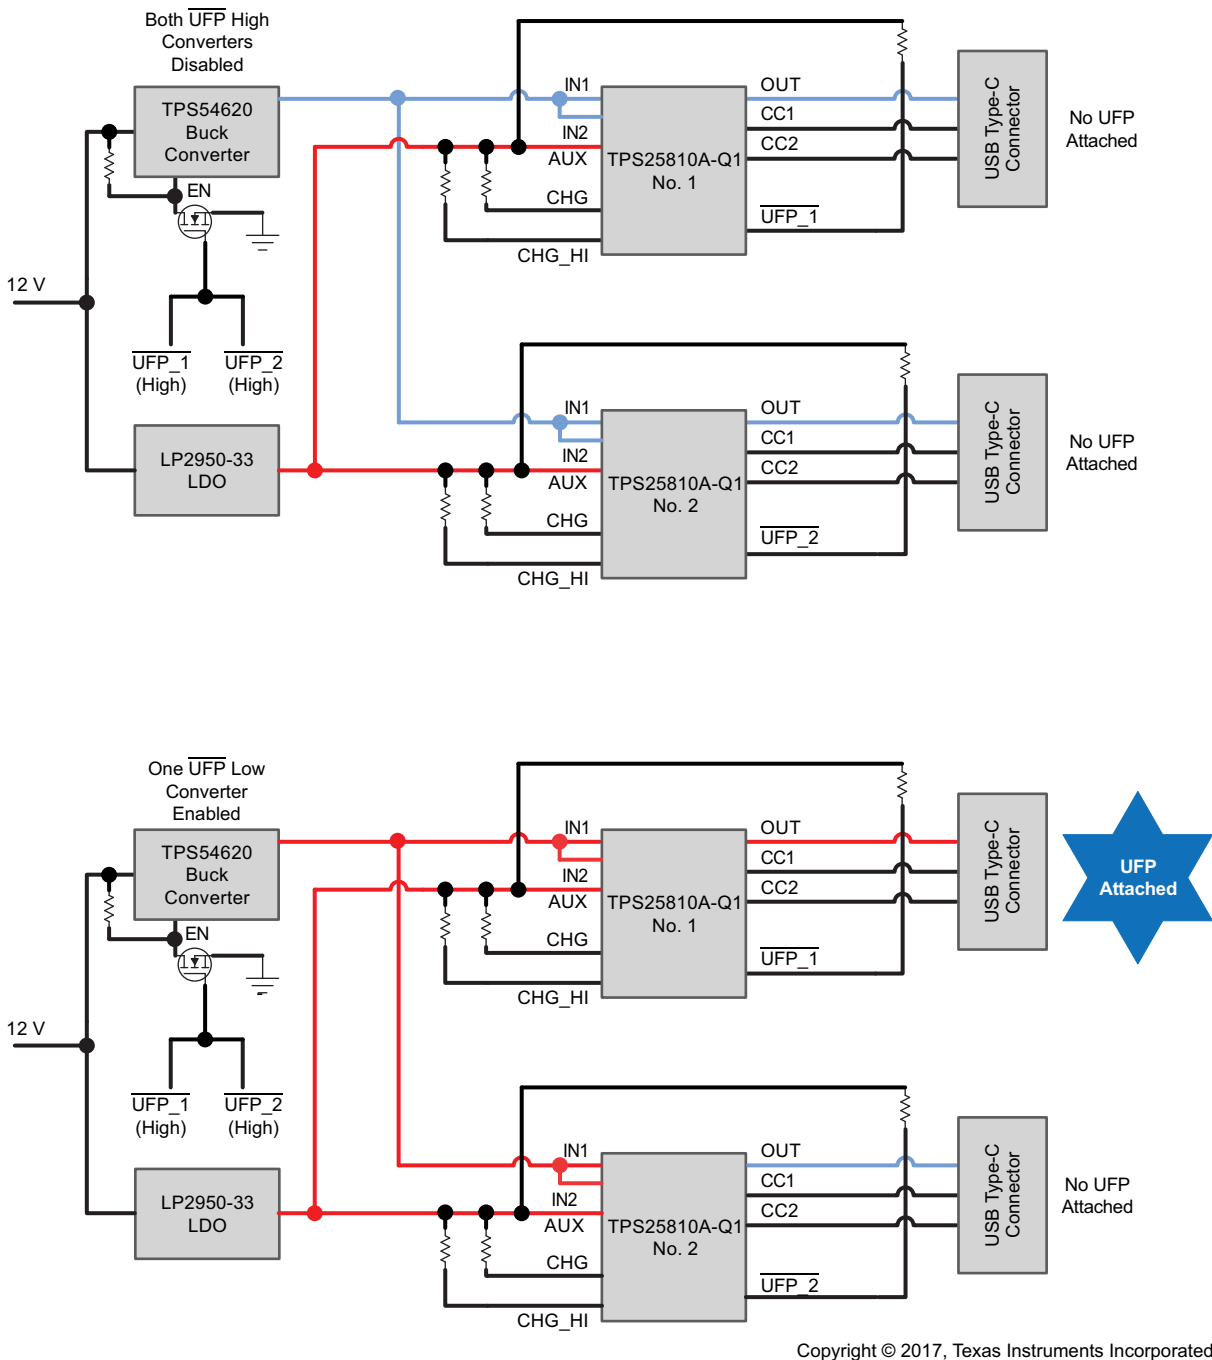 Both UFP High
Converters
Disabled
TPS54620
Buck
Converter
EN
12 V
UFP_1
(High)
UFP_2
(High)
LP2950-33
LDO
IN1
IN2
AUX
CHG
CHG_HI
TPS25810A-Q1
No. 1
OUT
CC1
CC2
UFP_1
USB Type-C
Connector
No UFP
Attached
IN1
IN2
AUX
CHG
CHG_HI
TPS25810A-Q1
No. 2
OUT
CC1
CC2
UFP_2
USB Type-C
Connector
No UFP
Attached
One UFP Low
Converter
Enabled
TPS54620
Buck
Converter
EN
12 V
UFP_1
(High)
UFP_2
(High)
LP2950-33
LDO
IN1
IN2
AUX
CHG
CHG_HI
TPS25810A-Q1
No. 1
OUT
CC1
CC2
UFP_1
USB Type-C
Connector
UFP
Attached
IN1
IN2
AUX
CHG
CHG_HI
TPS25810A-Q1
No. 2
OUT
CC1
CC2
UFP_2
USB Type-C
Connector
No UFP
Attached
Copyright © 2017, Texas Instruments Incorporated